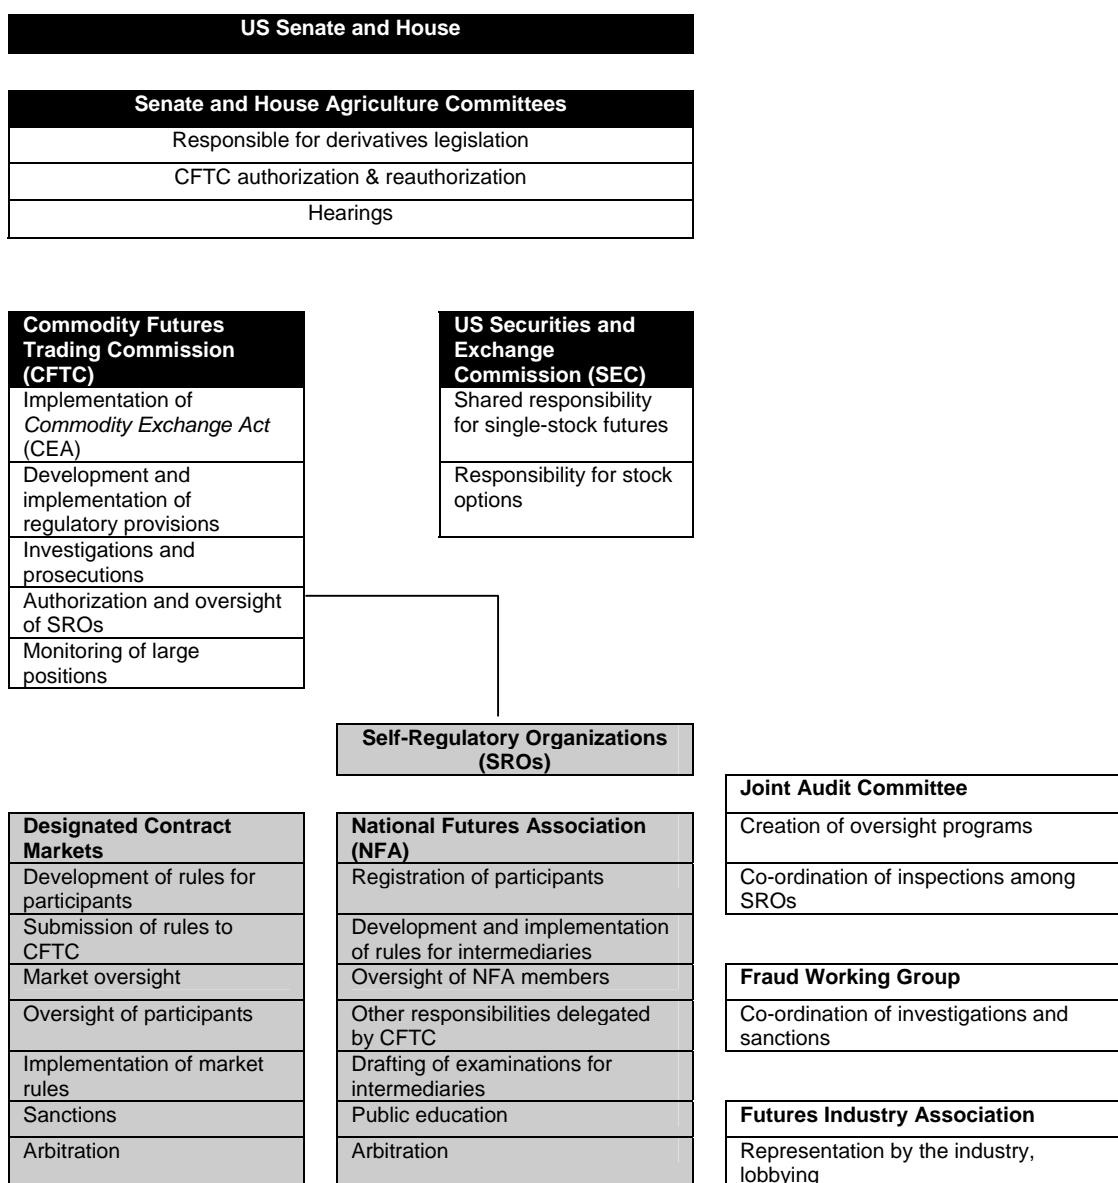 US Senate and House
Senate and House Agriculture Committees
Responsible for derivatives legislation
CFTC authorization & reauthorization
Hearings
Commodity Futures
Trading Commission
(CFTC)
Implementation of
Commodity Exchange Act
(CEA)
Development and
implementation of
regulatory provisions
Investigations and
prosecutions
Authorization and oversight
of SROs
Monitoring of large
positions
US Securities and
Exchange
Commission (SEC)
Shared responsibility
for single-stock futures
Responsibility for stock
options
Self-Regulatory Organizations
(SROs)
Designated Contract
Markets
Development of rules for
participants
Submission of rules to
CFTC
Market oversight
Oversight of participants
Implementation of market
rules
Sanctions
Arbitration
National Futures Association
(NFA)
Registration of participants
Development and implementation
of rules for intermediaries
Oversight of NFA members
Other responsibilities delegated
by CFTC
Drafting of examinations for
intermediaries
Public education
Arbitration
Joint Audit Committee
Creation of oversight programs
Co-ordination of inspections among
SROs
Fraud Working Group
Co-ordination of investigations and
sanctions
Futures Industry Association
Representation by the industry,
lobbying